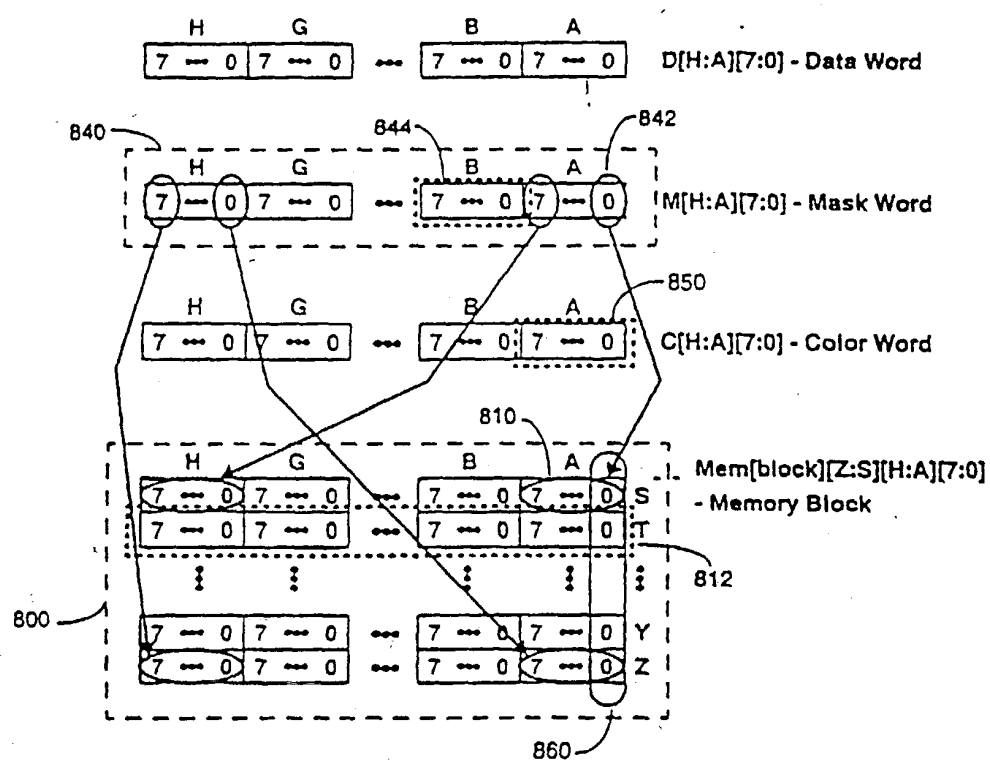 H G B A
7 ••• 0 7 ••• 0 ••• 7 ••• 0 7 ••• 0 D[H:A][7:0] - Data Word
840 844 842
H G B A
7 ••• 0 7 ••• 0 ••• 7 ••• 0 7 ••• 0 M[H:A][7:0] - Mask Word
850
H G B A
7 ••• 0 7 ••• 0 ••• 7 ••• 0 7 ••• 0 C[H:A][7:0] - Color Word
810
H G B A
Mem[block][Z:S][H:A][7:0]
- Memory Block
7 ••• 0 7 ••• 0 ••• 7 ••• 0 7 ••• 0 S
7 ••• 0 7 ••• 0 ••• 7 ••• 0 7 ••• 0 T
812
800
7 ••• 0 7 ••• 0 ••• 7 ••• 0 7 ••• 0 Y
7 ••• 0 7 ••• 0 ••• 7 ••• 0 7 ••• 0 Z
860